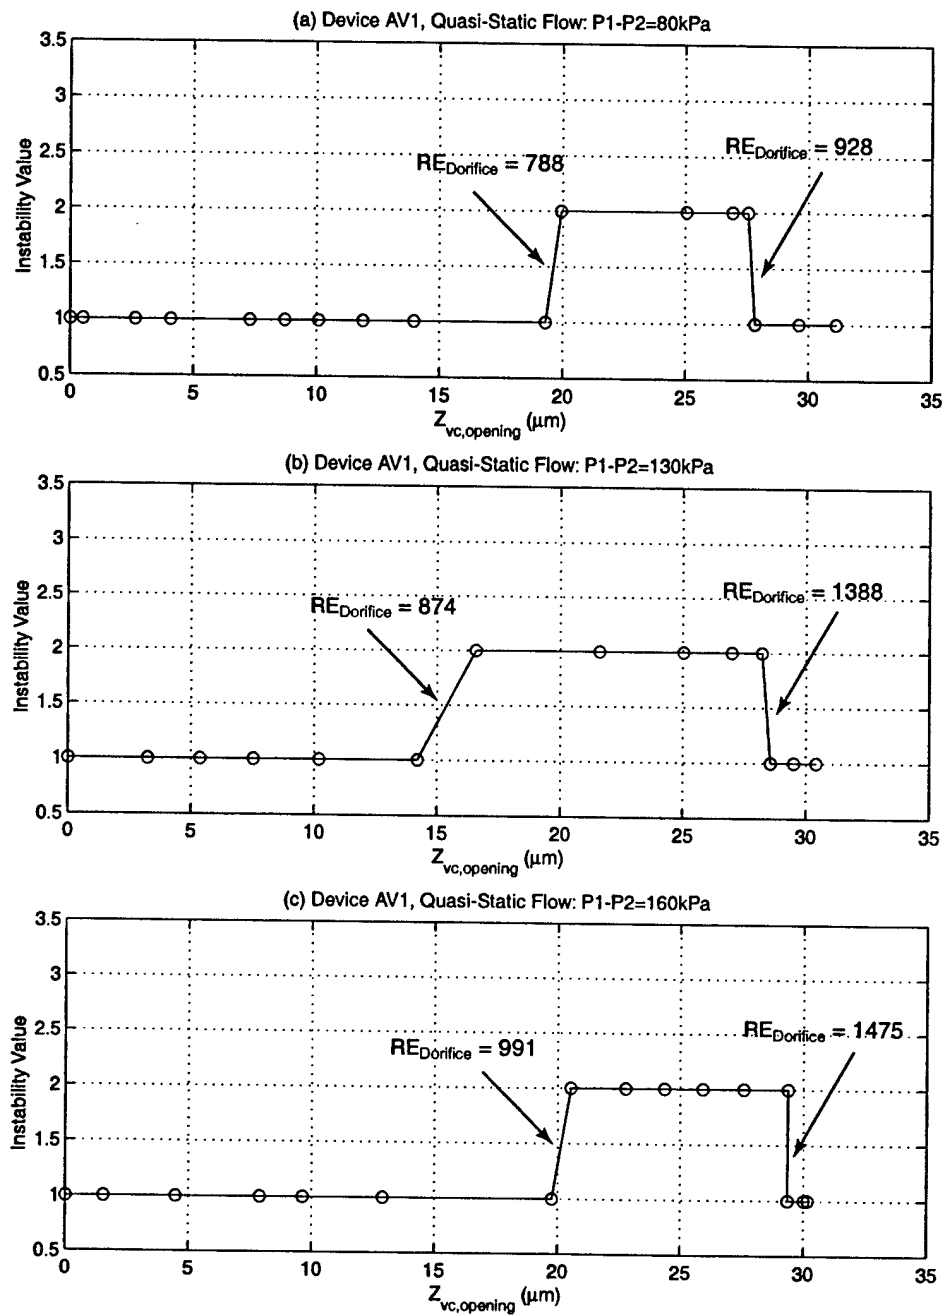 (a) Device AV1, Quasi-Static Flow: P1-P2=80kPa
3.5
3
2.5
2
1.5
1
0.5
Instability Value
RE_Dorifice = 788
RE_Dorifice = 928
0 5 10 15 20 25 30 35
Z_vc,opening (μm)
(b) Device AV1, Quasi-Static Flow: P1-P2=130kPa
3.5
3
2.5
2
1.5
1
0.5
Instability Value
RE_Dorifice = 874
RE_Dorifice = 1388
0 5 10 15 20 25 30 35
Z_vc,opening (μm)
(c) Device AV1, Quasi-Static Flow: P1-P2=160kPa
3.5
3
2.5
2
1.5
1
0.5
Instability Value
RE_Dorifice = 991
RE_Dorifice = 1475
0 5 10 15 20 25 30 35
Z_vc,opening (μm)